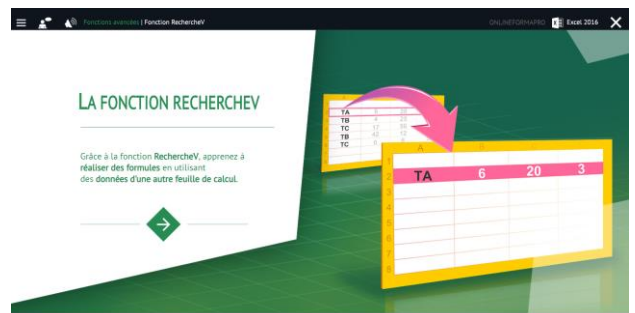 Fonctions avancées | Fonction RechercheV
ONLINEFORMAPRO
Excel 2016
LA FONCTION RECHERCHEV
Grâce à la fonction RechercheV, apprenez à
réaliser des formules en utilisant
des données d'une autre feuille de calcul.
TA
TB
TC
TB
TC
A
1
2 TA 6 20 3
3
4
5
6
7
8